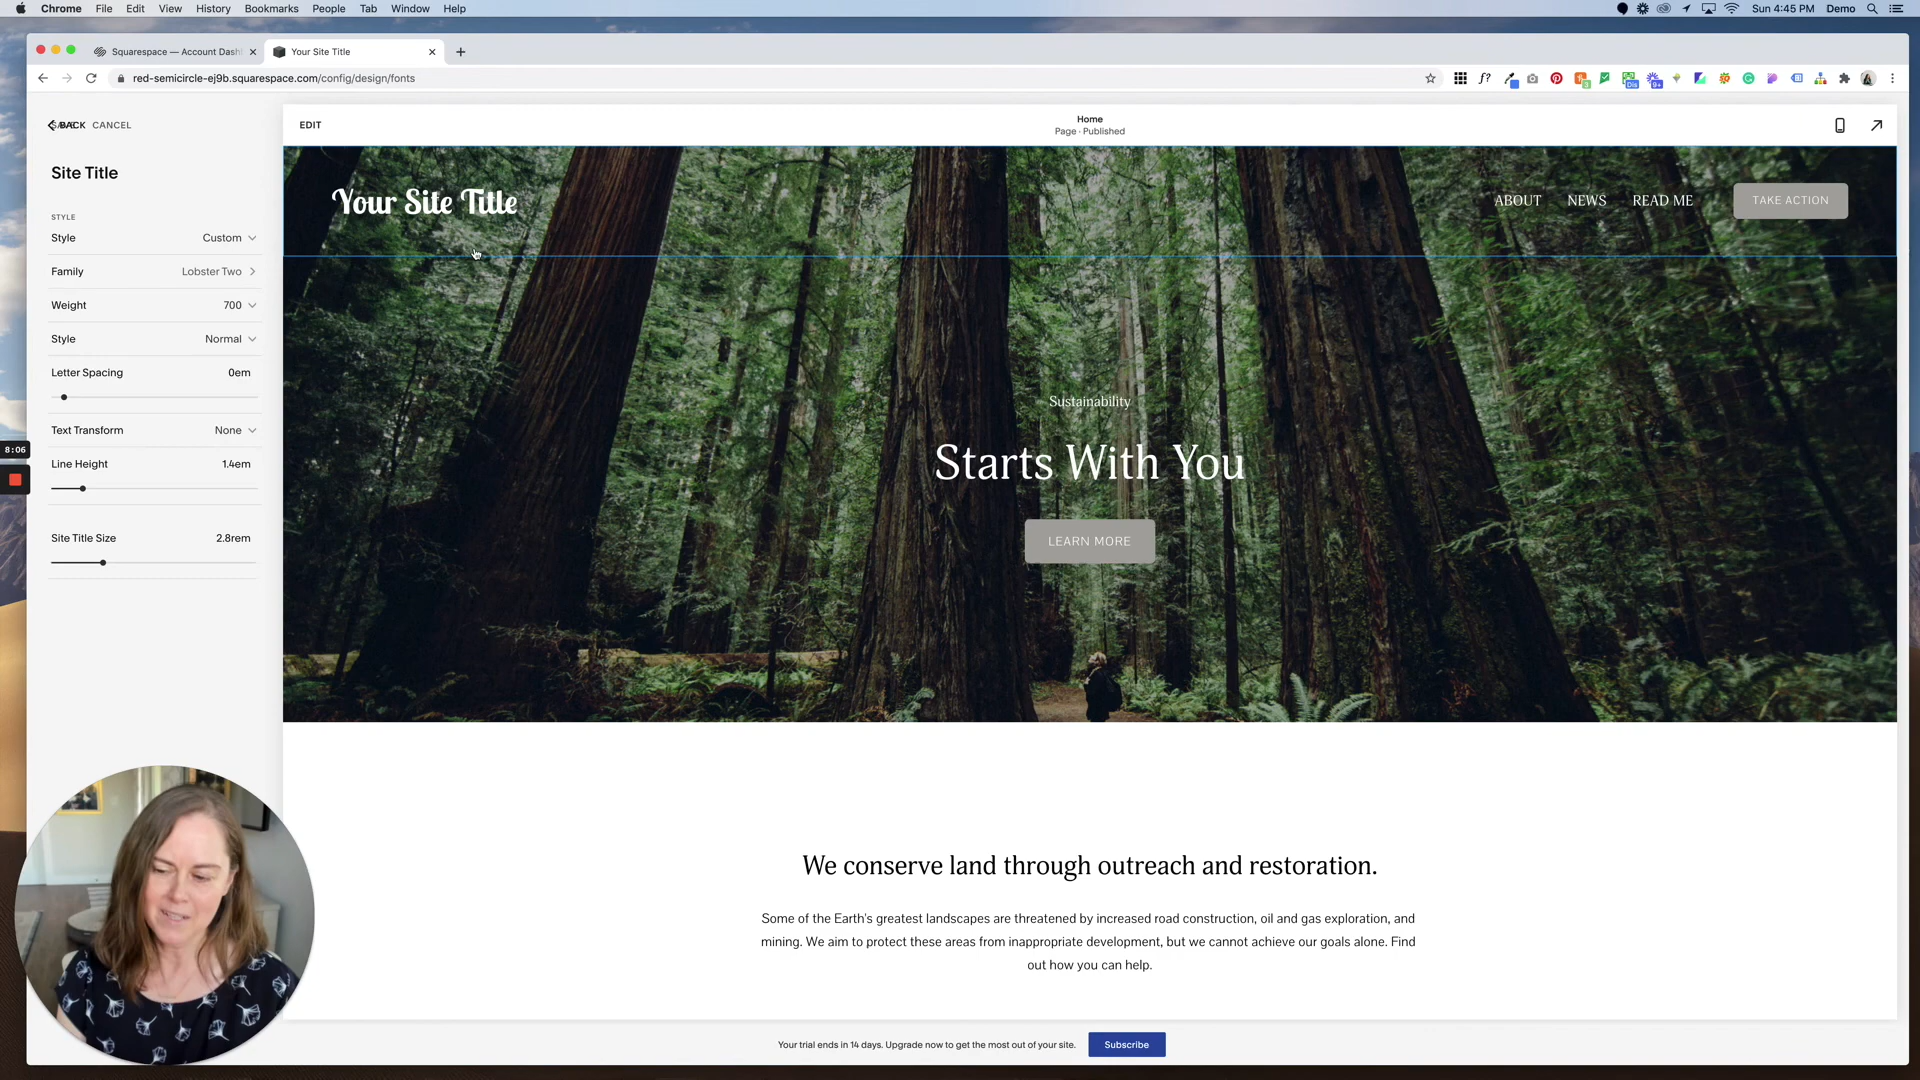 Chrome File Edit View History Bookmarks People Tab Window Help
Sun 4:45 PM Demo
Squarespace — Account Dash
Your Site Title
red-semicircle-ej9b.squarespace.com/config/design/fonts
BACK CANCEL
EDIT
Home
Page · Published
Site Title
STYLE
Style Custom
Family Lobster Two
Weight 700
Style Normal
Letter Spacing 0em
Text Transform None
8:06
Line Height 1.4em
Site Title Size 2.8rem
Your Site Title
ABOUT NEWS READ ME TAKE ACTION
Sustainability
Starts With You
LEARN MORE
We conserve land through outreach and restoration.
Some of the Earth's greatest landscapes are threatened by increased road construction, oil and gas exploration, and
mining. We aim to protect these areas from inappropriate development, but we cannot achieve our goals alone. Find
out how you can help.
Your trial ends in 14 days. Upgrade now to get the most out of your site. Subscribe